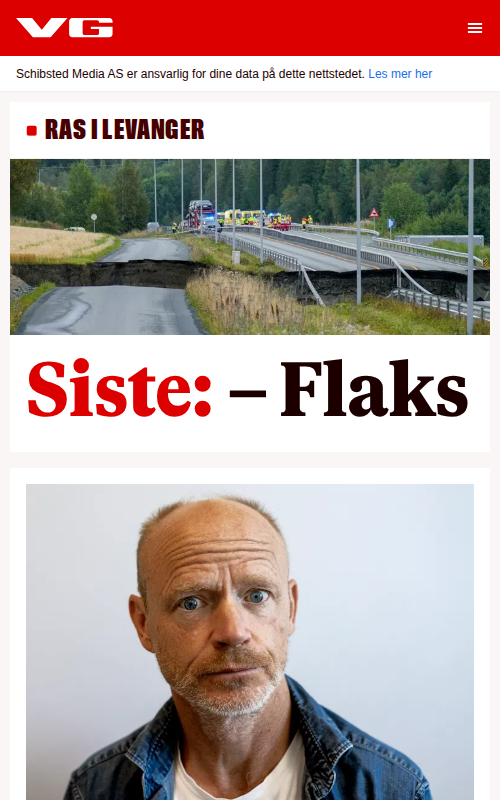 VG
Schibsted Media AS er ansvarlig for dine data på dette nettstedet. Les mer her
RAS I LEVANGER
Siste: – Flaks